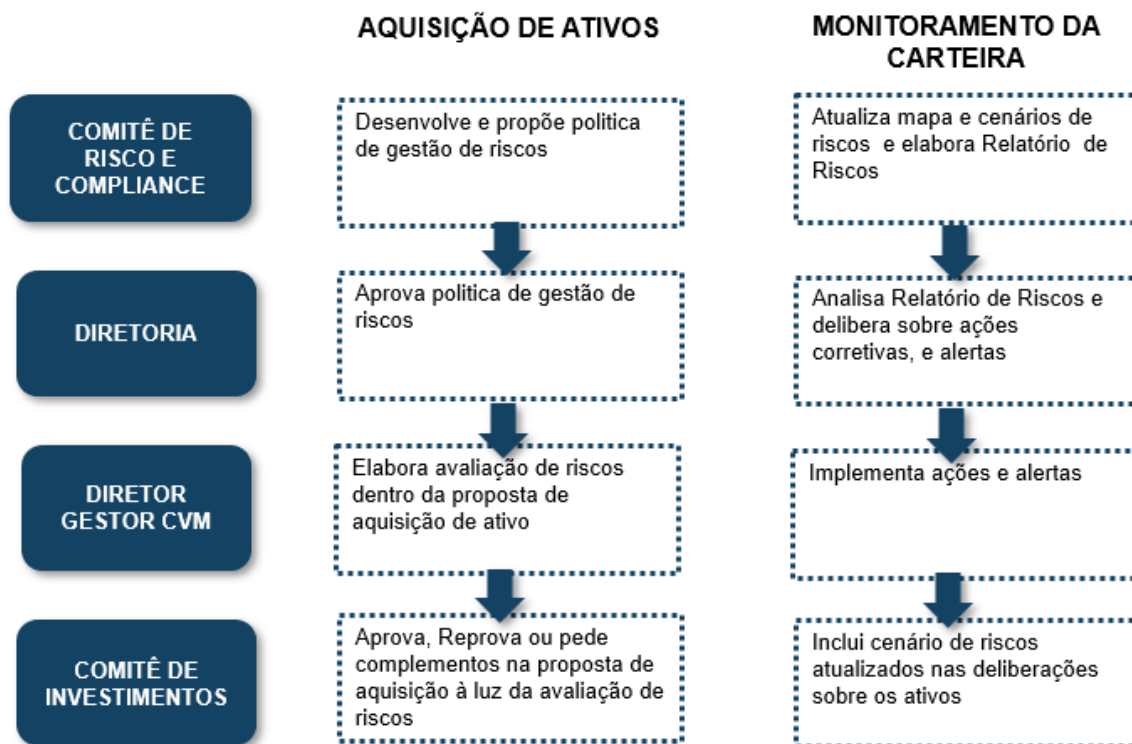 AQUISIÇÃO DE ATIVOS
MONITORAMENTO DA
CARTEIRA
COMITÊ DE
RISCO E
COMPLIANCE
Desenvolve e propõe politica
de gestão de riscos
Atualiza mapa e cenários de
riscos e elabora Relatório de
Riscos
DIRETORIA
Aprova politica de gestão de
riscos
Analisa Relatório de Riscos e
delibera sobre ações
corretivas, e alertas
DIRETOR
GESTOR CVM
Elabora avaliação de riscos
dentro da proposta de
aquisição de ativo
Implementa ações e alertas
COMITÊ DE
INVESTIMENTOS
Aprova, Reprova ou pede
complementos na proposta de
aquisição à luz da avaliação de
riscos
Inclui cenário de riscos
atualizados nas deliberações
sobre os ativos